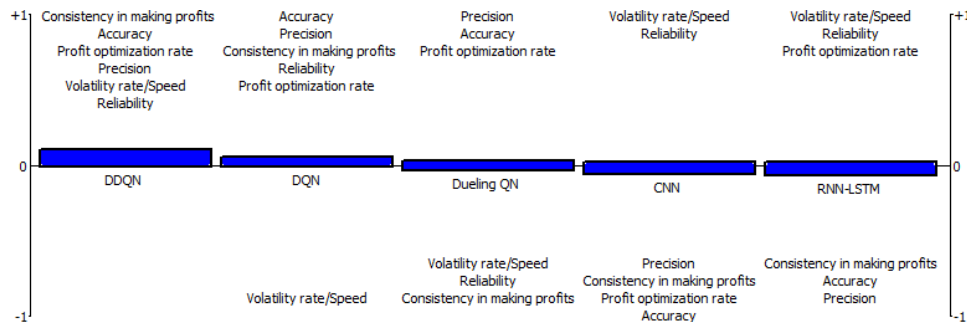 +1
Consistency in making profits
Accuracy
Profit optimization rate
Precision
Volatility rate/Speed
Reliability
Accuracy
Precision
Consistency in making profits
Reliability
Profit optimization rate
Precision
Accuracy
Profit optimization rate
Volatility rate/Speed
Reliability
Volatility rate/Speed
Reliability
Profit optimization rate
+1
0
0
DDQN
DQN
Dueling QN
CNN
RNN-LSTM
Volatility rate/Speed
Volatility rate/Speed
Reliability
Consistency in making profits
Precision
Consistency in making profits
Profit optimization rate
Accuracy
Consistency in making profits
Accuracy
Precision
-1
-1